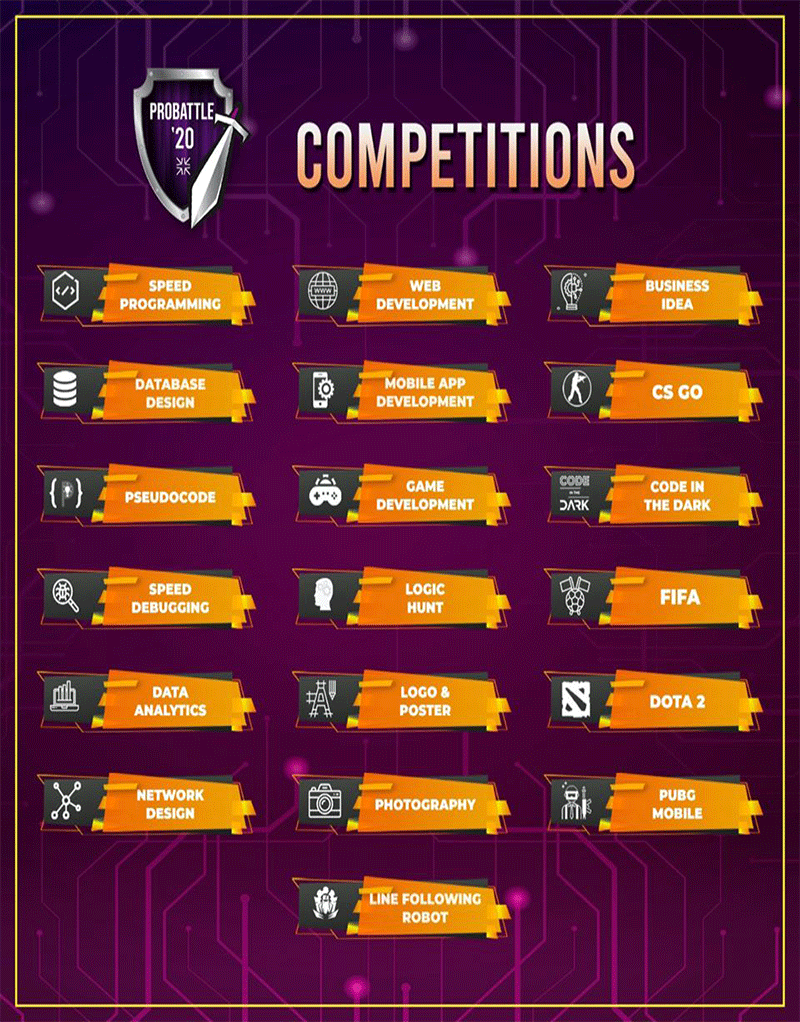 PROBATTLE
'20
COMPETITIONS
SPEED
PROGRAMMING
WWW
WEB
DEVELOPMENT
BUSINESS
IDEA
DATABASE
DESIGN
MOBILE APP
DEVELOPMENT
CS GO
PSEUDOCODE
GAME
DEVELOPMENT
CODE
IN THE
DARK
CODE IN
THE DARK
SPEED
DEBUGGING
LOGIC
HUNT
FIFA
DATA
ANALYTICS
LOGO &
POSTER
DOTA 2
NETWORK
DESIGN
PHOTOGRAPHY
PUBG
MOBILE
LINE FOLLOWING
ROBOT